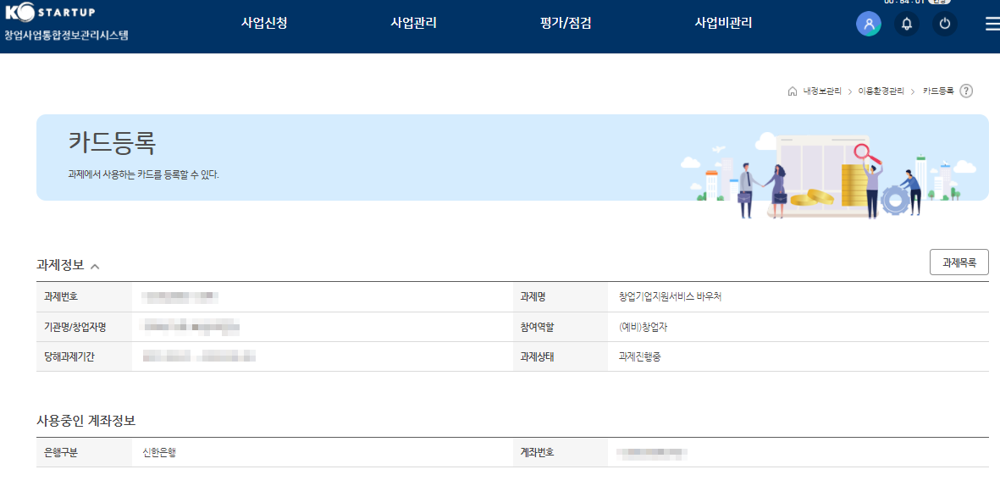 K STARTUP
창업사업통합정보관리시스템
사업신청
사업관리
평가/점검
사업비관리
내정보관리 > 이용환경관리 > 카드등록 ?
카드등록
과제에서 사용하는 카드를 등록할 수 있다.
과제정보
과제목록
과제번호
과제명 창업기업지원서비스 바우처
기관명/창업자명
참여역할 (예비)창업자
당해과제기간
과제상태 과제진행중
사용중인 계좌정보
은행구분 신한은행
계좌번호